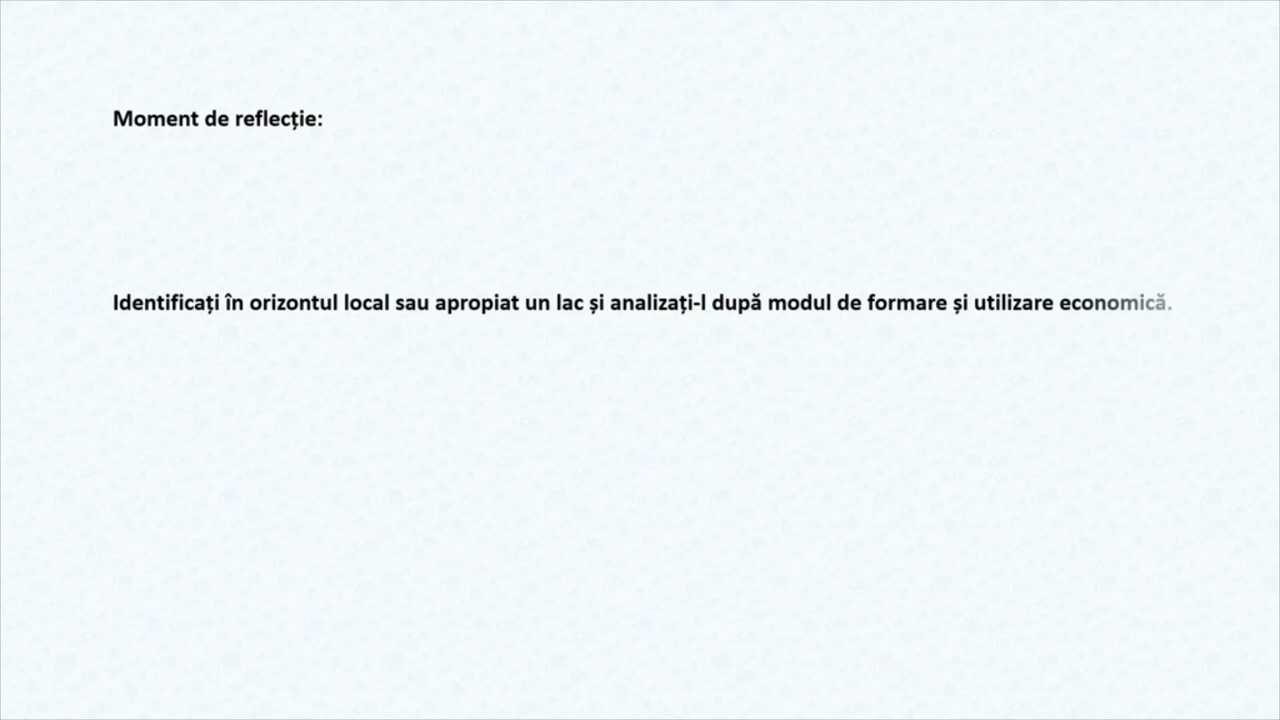 Moment de reflecție:
Identificați în orizontul local sau apropiat un lac și analizați-l după modul de formare și utilizare economică.